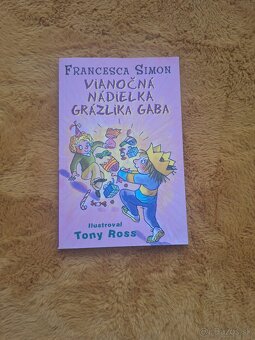 Francesca Simon
Vianočná
nádielka
Grázlika Gaba
Ilustroval
Tony Ross